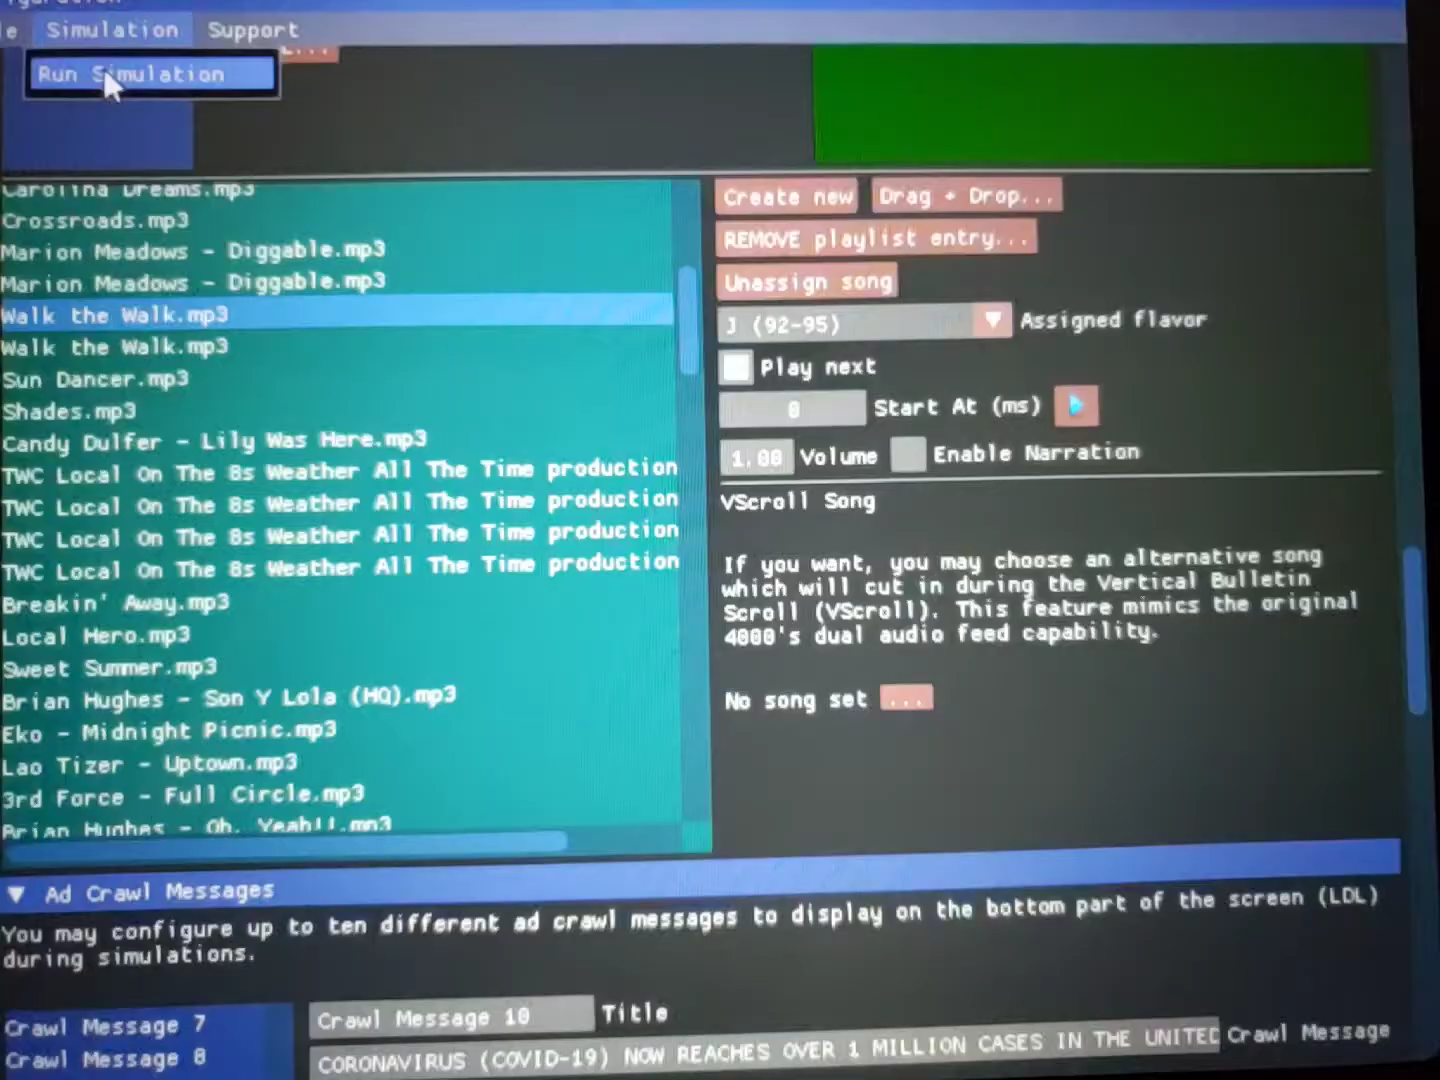 Simulation Support
Run Simulation
Carolina Dreams.mp3
Crossroads.mp3
Marion Meadows - Diggable.mp3
Marion Meadows - Diggable.mp3
Walk the Walk.mp3
Walk the Walk.mp3
Sun Dancer.mp3
Shades.mp3
Candy Dulfer - Lily Was Here.mp3
TWC Local On The 8s Weather All The Time production
TWC Local On The 8s Weather All The Time production
TWC Local On The 8s Weather All The Time production
TWC Local On The 8s Weather All The Time production
Breakin' Away.mp3
Local Hero.mp3
Sweet Summer.mp3
Brian Hughes - Son Y Lola (HQ).mp3
Eko - Midnight Picnic.mp3
Lao Tizer - Uptown.mp3
3rd Force - Full Circle.mp3
Brian Hughes - Oh, Yeah!!.mp3
Create new Drag + Drop...
REMOVE playlist entry...
Unassign song
J (92-95) Assigned flavor
Play next
0 Start At (ms)
1.00 Volume Enable Narration
VScroll Song
If you want, you may choose an alternative song
which will cut in during the Vertical Bulletin
Scroll (VScroll). This feature mimics the original
4000's dual audio feed capability.
No song set ...
Ad Crawl Messages
You may configure up to ten different ad crawl messages to display on the bottom part of the screen (LDL)
during simulations.
Crawl Message 7
Crawl Message 8
Crawl Message 10 Title
CORONAVIRUS (COVID-19) NOW REACHES OVER 1 MILLION CASES IN THE UNITED Crawl Message